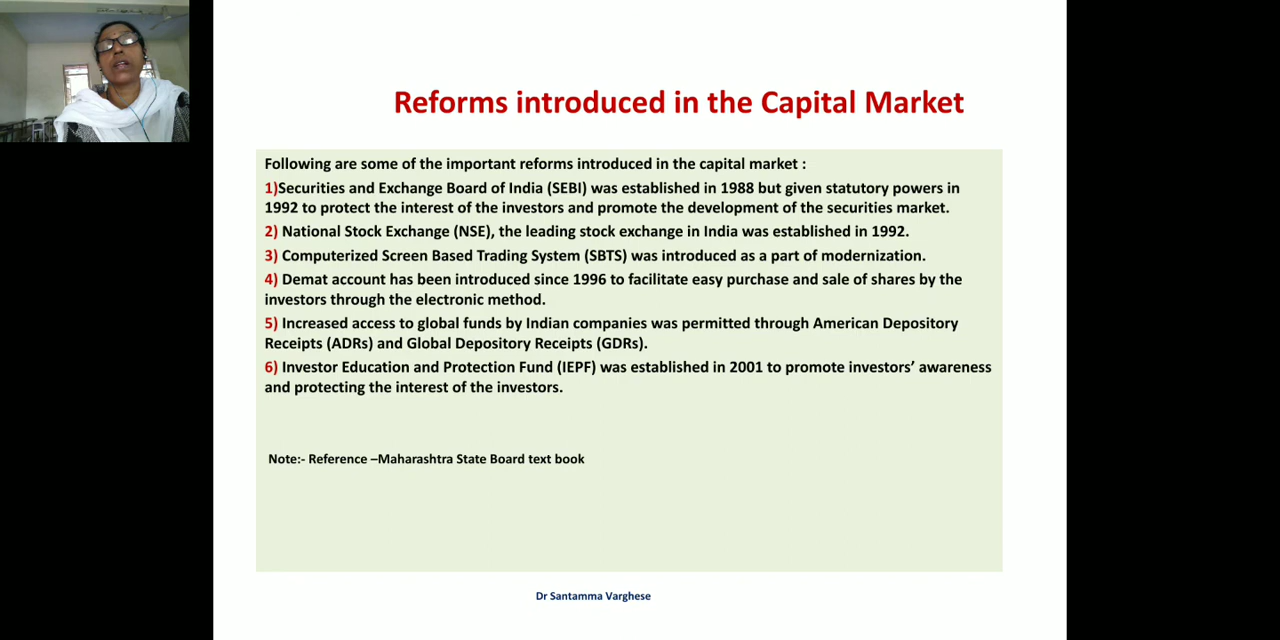 Reforms introduced in the Capital Market
Following are some of the important reforms introduced in the capital market :
1)Securities and Exchange Board of India (SEBI) was established in 1988 but given statutory powers in
1992 to protect the interest of the investors and promote the development of the securities market.
2) National Stock Exchange (NSE), the leading stock exchange in India was established in 1992.
3) Computerized Screen Based Trading System (SBTS) was introduced as a part of modernization.
4) Demat account has been introduced since 1996 to facilitate easy purchase and sale of shares by the
investors through the electronic method.
5) Increased access to global funds by Indian companies was permitted through American Depository
Receipts (ADRs) and Global Depository Receipts (GDRs).
6) Investor Education and Protection Fund (IEPF) was established in 2001 to promote investors’ awareness
and protecting the interest of the investors.
Note:- Reference –Maharashtra State Board text book
Dr Santamma Varghese